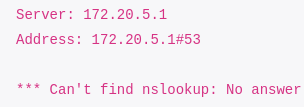 Server: 172.20.5.1
Address: 172.20.5.1#53
*** Can't find nslookup: No answer